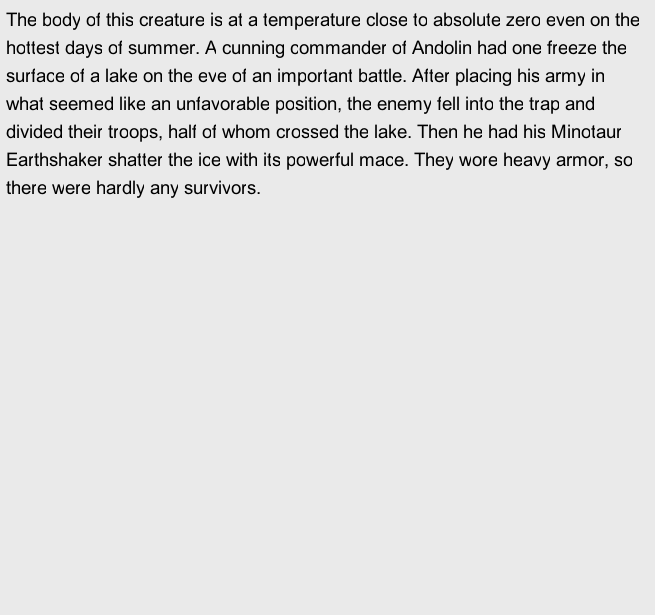 The body of this creature is at a temperature close to absolute zero even on the
hottest days of summer. A cunning commander of Andolin had one freeze the
surface of a lake on the eve of an important battle. After placing his army in
what seemed like an unfavorable position, the enemy fell into the trap and
divided their troops, half of whom crossed the lake. Then he had his Minotaur
Earthshaker shatter the ice with its powerful mace. They wore heavy armor, so
there were hardly any survivors.